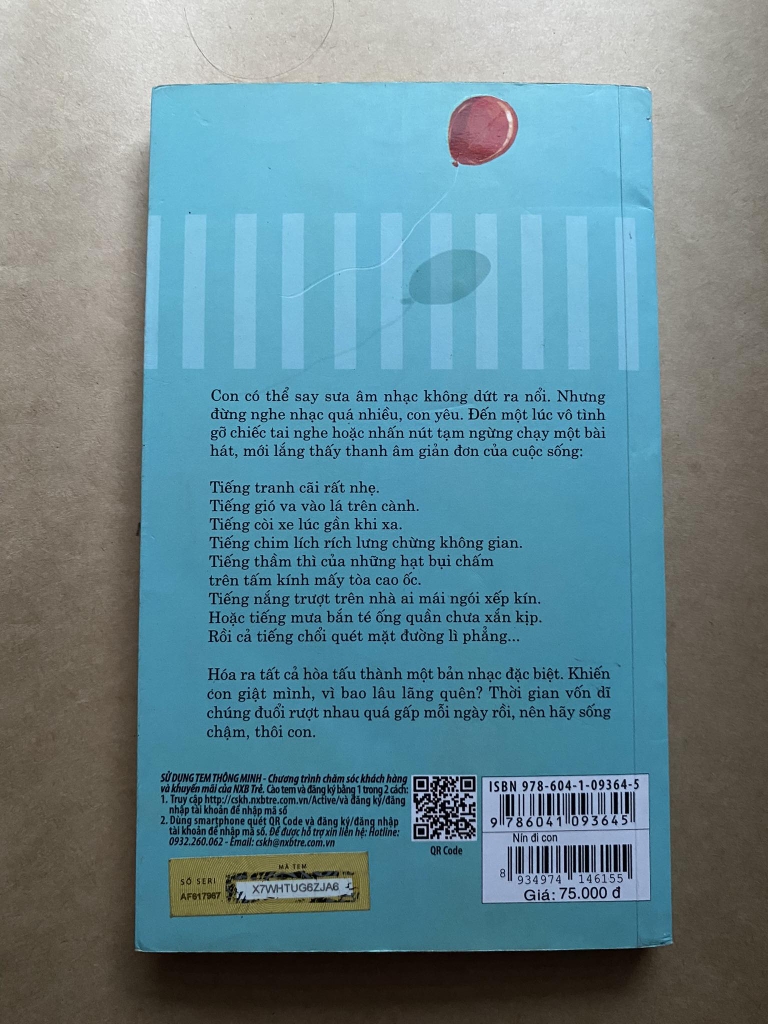 Con có thể say sưa âm nhạc không dứt ra nổi. Nhưng
đừng nghe nhạc quá nhiều, con yêu. Đến một lúc vô tình
gỡ chiếc tai nghe hoặc nhấn nút tạm ngừng chạy một bài
hát, mới lắng thấy thanh âm giản đơn của cuộc sống:
Tiếng tranh cãi rất nhẹ.
Tiếng gió va vào lá trên cành.
Tiếng còi xe lúc gần khi xa.
Tiếng chim lích rích lưng chừng không gian.
Tiếng thầm thì của những hạt bụi chấm
trên tấm kính mấy tòa cao ốc.
Tiếng nắng trượt trên nhà ai mái ngói xếp kín.
Hoặc tiếng mưa bắn té ống quần chưa xắn kịp.
Rồi cả tiếng chổi quét mặt đường lì phẳng...
Hóa ra tất cả hòa tấu thành một bản nhạc đặc biệt. Khiến
con giật mình, vì bao lâu lãng quên? Thời gian vốn dĩ
chúng đuổi rượt nhau quá gấp mỗi ngày rồi, nên hãy sống
chậm, thôi con.
SỬ DỤNG TEM THÔNG MINH - Chương trình chăm sóc khách hàng
và khuyến mãi của NXB Trẻ. Cào tem và đăng ký bằng 1 trong 2 cách:
1. Truy cập http://cskh.nxbtre.com.vn/Active/và đăng ký/đăng
nhập tài khoản để nhập mã số
2. Dùng smartphone quét QR Code và đăng ký/đăng nhập
tài khoản để nhập mã số. Để được hỗ trợ xin liên hệ: Hotline:
0932.260.062 - Email: cskh@nxbtre.com.vn
QR Code
MÃ TEM
SỐ SERI
X7WHTUG6ZJA6
AF617967
ISBN 978-604-1-09364-5
9 786041 093645
Nín đi con
8 934974 146155
Giá: 75.000 đ